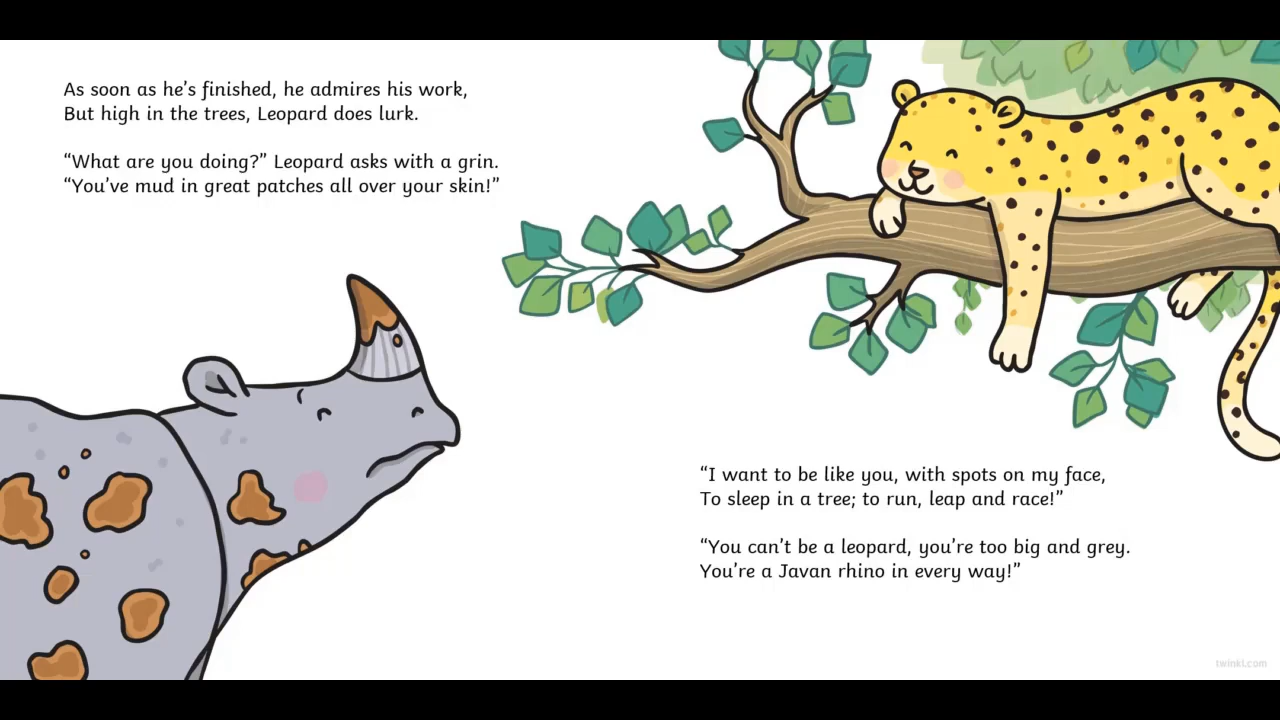 As soon as he’s finished, he admires his work,
But high in the trees, Leopard does lurk.
“What are you doing?” Leopard asks with a grin.
“You’ve mud in great patches all over your skin!”
“I want to be like you, with spots on my face,
To sleep in a tree; to run, leap and race!”
“You can’t be a leopard, you’re too big and grey.
You’re a Javan rhino in every way!”
twinkl.com